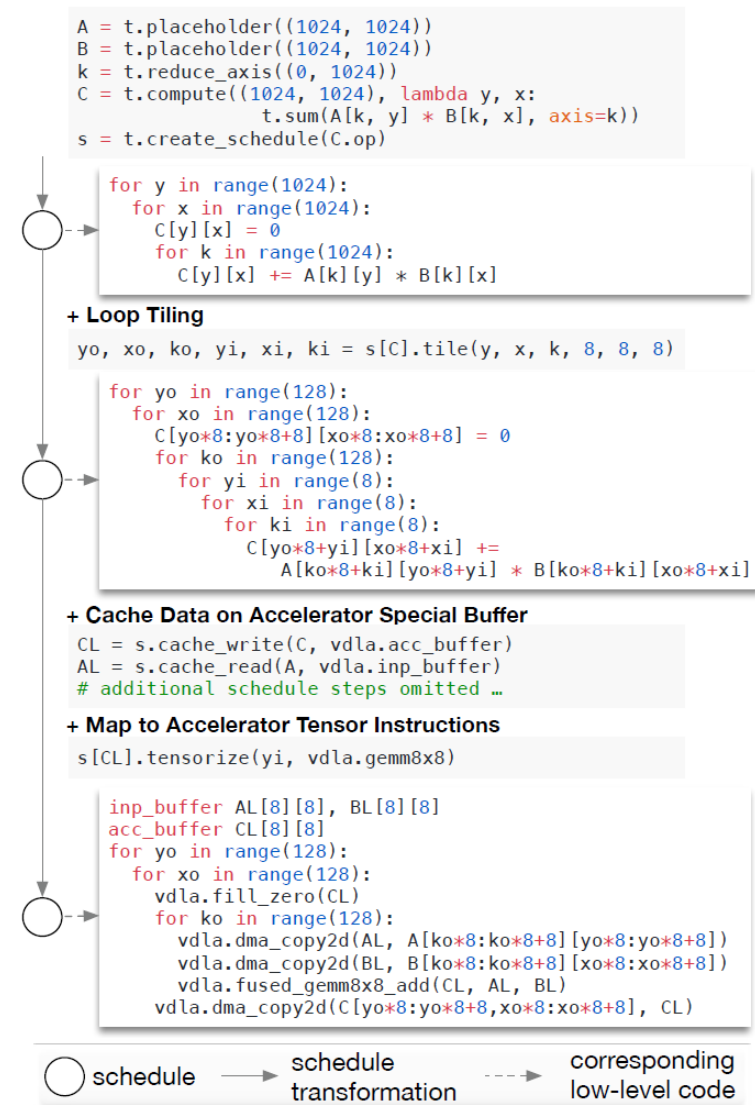 A = t.placeholder((1024, 1024))
B = t.placeholder((1024, 1024))
k = t.reduce_axis((0, 1024))
C = t.compute((1024, 1024), lambda y, x:
                t.sum(A[k, y] * B[k, x], axis=k))
s = t.create_schedule(C.op)
for y in range(1024):
  for x in range(1024):
    C[y][x] = 0
    for k in range(1024):
      C[y][x] += A[k][y] * B[k][x]
+ Loop Tiling
yo, xo, ko, yi, xi, ki = s[C].tile(y, x, k, 8, 8, 8)
for yo in range(128):
  for xo in range(128):
    C[yo*8:yo*8+8][xo*8:xo*8+8] = 0
    for ko in range(128):
      for yi in range(8):
        for xi in range(8):
          for ki in range(8):
            C[yo*8+yi][xo*8+xi] +=
               A[ko*8+ki][yo*8+yi] * B[ko*8+ki][xo*8+xi]
+ Cache Data on Accelerator Special Buffer
CL = s.cache_write(C, vdla.acc_buffer)
AL = s.cache_read(A, vdla.inp_buffer)
# additional schedule steps omitted …
+ Map to Accelerator Tensor Instructions
s[CL].tensorize(yi, vdla.gemm8x8)
inp_buffer AL[8][8], BL[8][8]
acc_buffer CL[8][8]
for yo in range(128):
  for xo in range(128):
    vdla.fill_zero(CL)
    for ko in range(128):
      vdla.dma_copy2d(AL, A[ko*8:ko*8+8][yo*8:yo*8+8])
      vdla.dma_copy2d(BL, B[ko*8:ko*8+8][xo*8:xo*8+8])
      vdla.fused_gemm8x8_add(CL, AL, BL)
    vdla.dma_copy2d(C[yo*8:yo*8+8,xo*8:xo*8+8], CL)
schedule
schedule
transformation
corresponding
low-level code